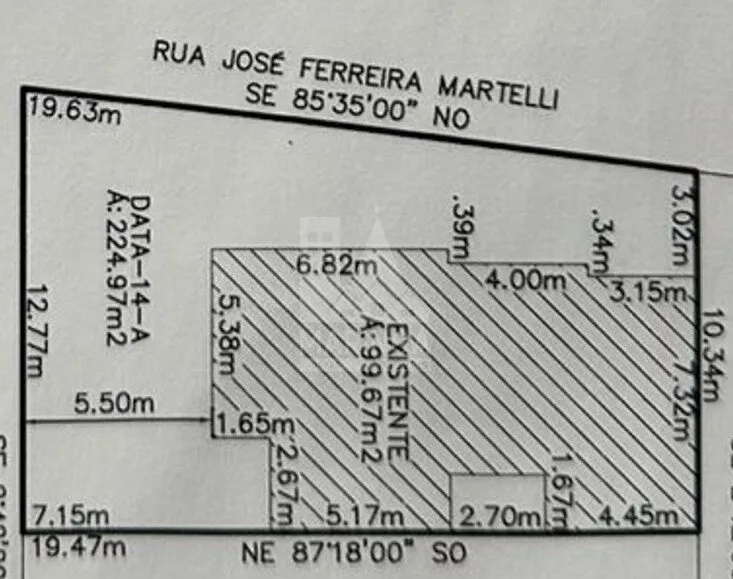 RUA JOSÉ FERREIRA MARTELLI
SE 85°35'00" NO
19.63m
3.02m
.39m
.34m
DATA-14-A
A: 224.97m2
6.82m
4.00m
3.15m
12.77m
5.38m
EXISTENTE
A: 99.67m2
10.34m
7.32m
5.50m
1.65m
2.67m
1.67m
7.15m
5.17m
2.70m
4.45m
19.47m
NE 87°18'00" SO